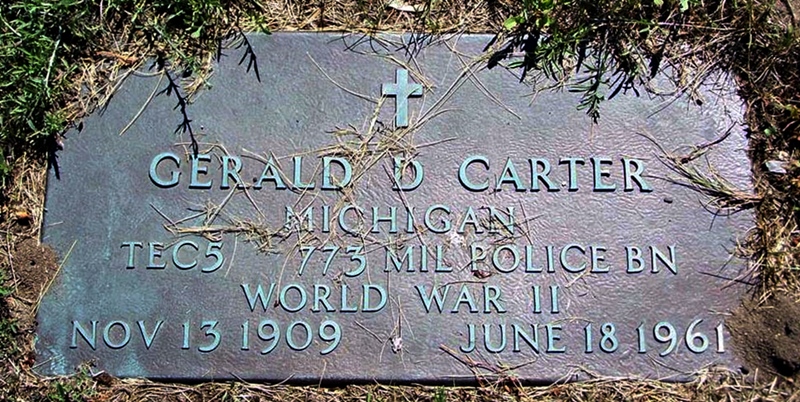 GERALD D CARTER
MICHIGAN
TEC5 773 MIL POLICE BN
WORLD WAR II
NOV 13 1909 JUNE 18 1961